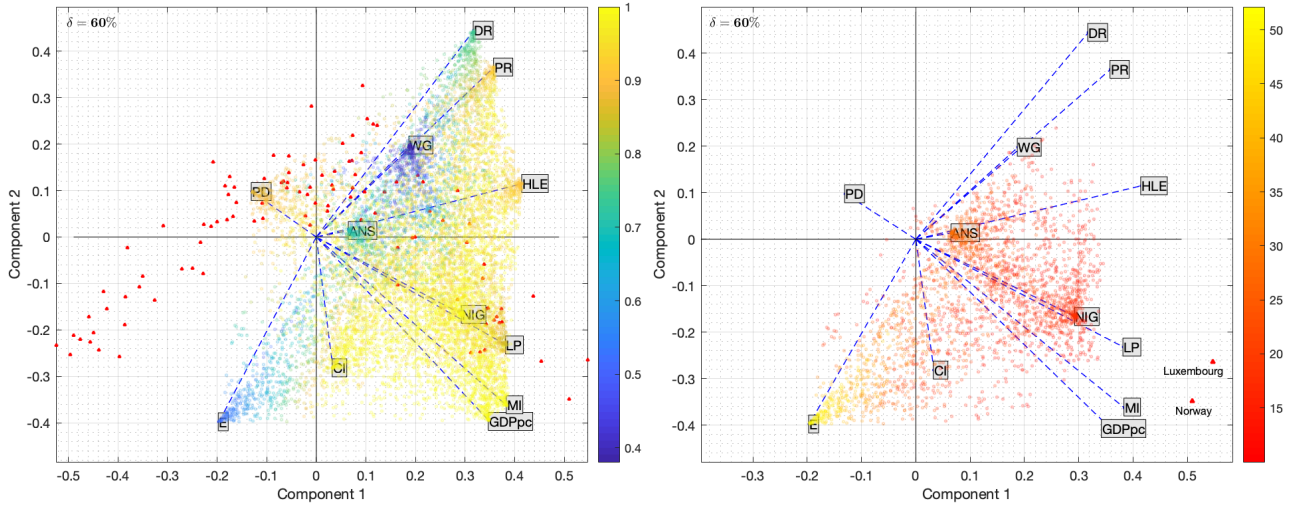 δ = 60%
DR
PR
WG
HLE
PD
ANS
NIG
LP
CI
MI
GDPpc
E
0.4
0.3
0.2
0.1
0
-0.1
-0.2
-0.3
-0.4
Component 2
-0.5 -0.4 -0.3 -0.2 -0.1 0 0.1 0.2 0.3 0.4 0.5
Component 1
1
0.9
0.8
0.7
0.6
0.5
0.4
δ = 60%
DR
PR
WG
HLE
PD
ANS
NIG
LP
CI
MI
GDPpc
E
Luxembourg
Norway
0.4
0.3
0.2
0.1
0
-0.1
-0.2
-0.3
-0.4
Component 2
-0.3 -0.2 -0.1 0 0.1 0.2 0.3 0.4 0.5
Component 1
50
45
40
35
30
25
20
15